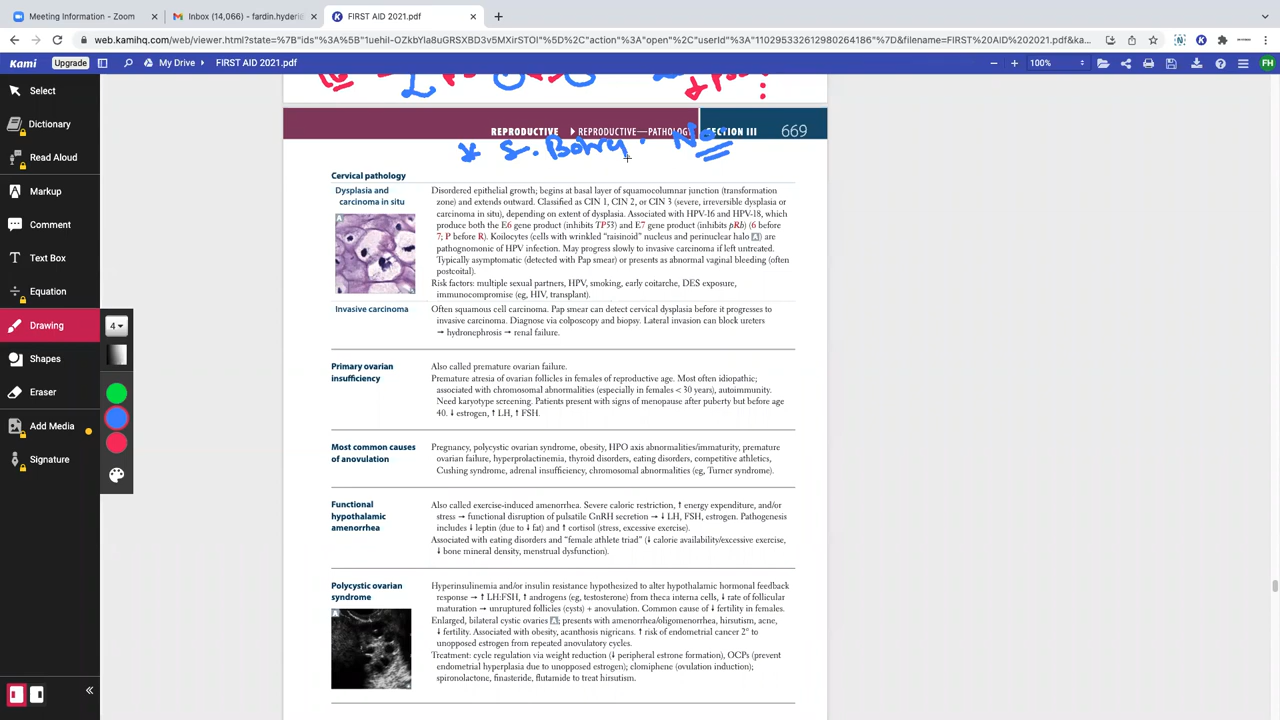 Meeting Information - Zoom
Inbox (14,066) - fardin.hyderi@
FIRST AID 2021.pdf
web.kamihq.com/web/viewer.html?state=%7B"ids"%3A%5B"1uehiI-OZkbYla8uGRSXBD3v5MXirSTOI"%5D%2C"action"%3A"open"%2C"userId"%3A"110295332612980264186"%7D&filename=FIRST%20AID%202021.pdf&ka...
Kami Upgrade My Drive FIRST AID 2021.pdf 100% FH
Select
Dictionary
Read Aloud
Markup
Comment
Text Box
Equation
Drawing
Shapes
Eraser
Add Media
Signature
4
REPRODUCTIVE ▶ REPRODUCTIVE—PATHOLOGY SECTION III 669
No
Cervical pathology
Dysplasia and
carcinoma in situ
Disordered epithelial growth; begins at basal layer of squamocolumnar junction (transformation
zone) and extends outward. Classified as CIN 1, CIN 2, or CIN 3 (severe, irreversible dysplasia or
carcinoma in situ), depending on extent of dysplasia. Associated with HPV-16 and HPV-18, which
produce both the E6 gene product (inhibits TP53) and E7 gene product (inhibits pRb) (6 before
7; P before R). Koilocytes (cells with wrinkled “raisinoid” nucleus and perinuclear halo A) are
pathognomonic of HPV infection. May progress slowly to invasive carcinoma if left untreated.
Typically asymptomatic (detected with Pap smear) or presents as abnormal vaginal bleeding (often
postcoital).
Risk factors: multiple sexual partners, HPV, smoking, early coitarche, DES exposure,
immunocompromise (eg, HIV, transplant).
A
Invasive carcinoma
Often squamous cell carcinoma. Pap smear can detect cervical dysplasia before it progresses to
invasive carcinoma. Diagnose via colposcopy and biopsy. Lateral invasion can block ureters
→ hydronephrosis → renal failure.
Primary ovarian
insufficiency
Also called premature ovarian failure.
Premature atresia of ovarian follicles in females of reproductive age. Most often idiopathic;
associated with chromosomal abnormalities (especially in females < 30 years), autoimmunity.
Need karyotype screening. Patients present with signs of menopause after puberty but before age
40. ↓ estrogen, ↑ LH, ↑ FSH.
Most common causes
of anovulation
Pregnancy, polycystic ovarian syndrome, obesity, HPO axis abnormalities/immaturity, premature
ovarian failure, hyperprolactinemia, thyroid disorders, eating disorders, competitive athletics,
Cushing syndrome, adrenal insufficiency, chromosomal abnormalities (eg, Turner syndrome).
Functional
hypothalamic
amenorrhea
Also called exercise-induced amenorrhea. Severe caloric restriction, ↑ energy expenditure, and/or
stress → functional disruption of pulsatile GnRH secretion → ↓ LH, FSH, estrogen. Pathogenesis
includes ↓ leptin (due to ↓ fat) and ↑ cortisol (stress, excessive exercise).
Associated with eating disorders and “female athlete triad” (↓ calorie availability/excessive exercise,
↓ bone mineral density, menstrual dysfunction).
Polycystic ovarian
syndrome
Hyperinsulinemia and/or insulin resistance hypothesized to alter hypothalamic hormonal feedback
response → ↑ LH:FSH, ↑ androgens (eg, testosterone) from theca interna cells, ↓ rate of follicular
maturation → unruptured follicles (cysts) + anovulation. Common cause of ↓ fertility in females.
Enlarged, bilateral cystic ovaries A; presents with amenorrhea/oligomenorrhea, hirsutism, acne,
↓ fertility. Associated with obesity, acanthosis nigricans. ↑ risk of endometrial cancer 2° to
unopposed estrogen from repeated anovulatory cycles.
Treatment: cycle regulation via weight reduction (↓ peripheral estrone formation), OCPs (prevent
endometrial hyperplasia due to unopposed estrogen); clomiphene (ovulation induction);
spironolactone, finasteride, flutamide to treat hirsutism.
A